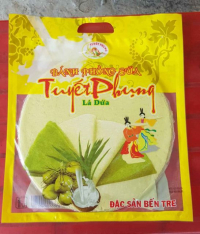 BÁNH PHỒNG SỮA
Tuyết Phụng
Lá Dứa
ĐẶC SẢN BẾN TRE